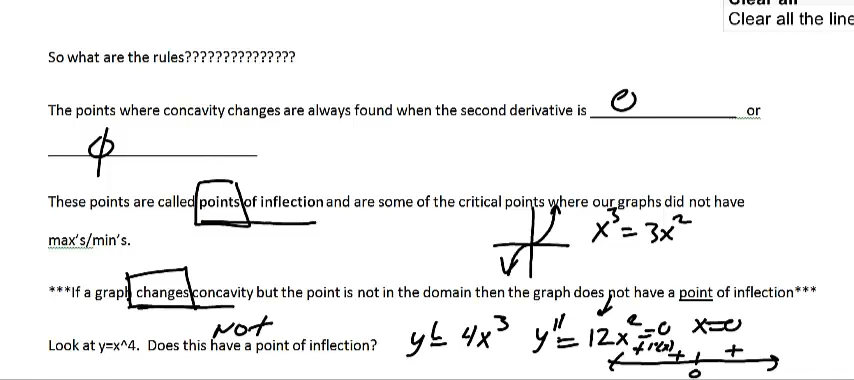 Clear all
Clear all the line
So what are the rules???????????????
The points where concavity changes are always found when the second derivative is 0 or
ϕ
These points are called points of inflection and are some of the critical points where our graphs did not have
x³ = 3x²
max's/min's.
***If a graph changes concavity but the point is not in the domain then the graph does not have a point of inflection***
Not
Look at y=x^4. Does this have a point of inflection? y' = 4x³ y'' = 12x² = 0 x=0
+ + +
0